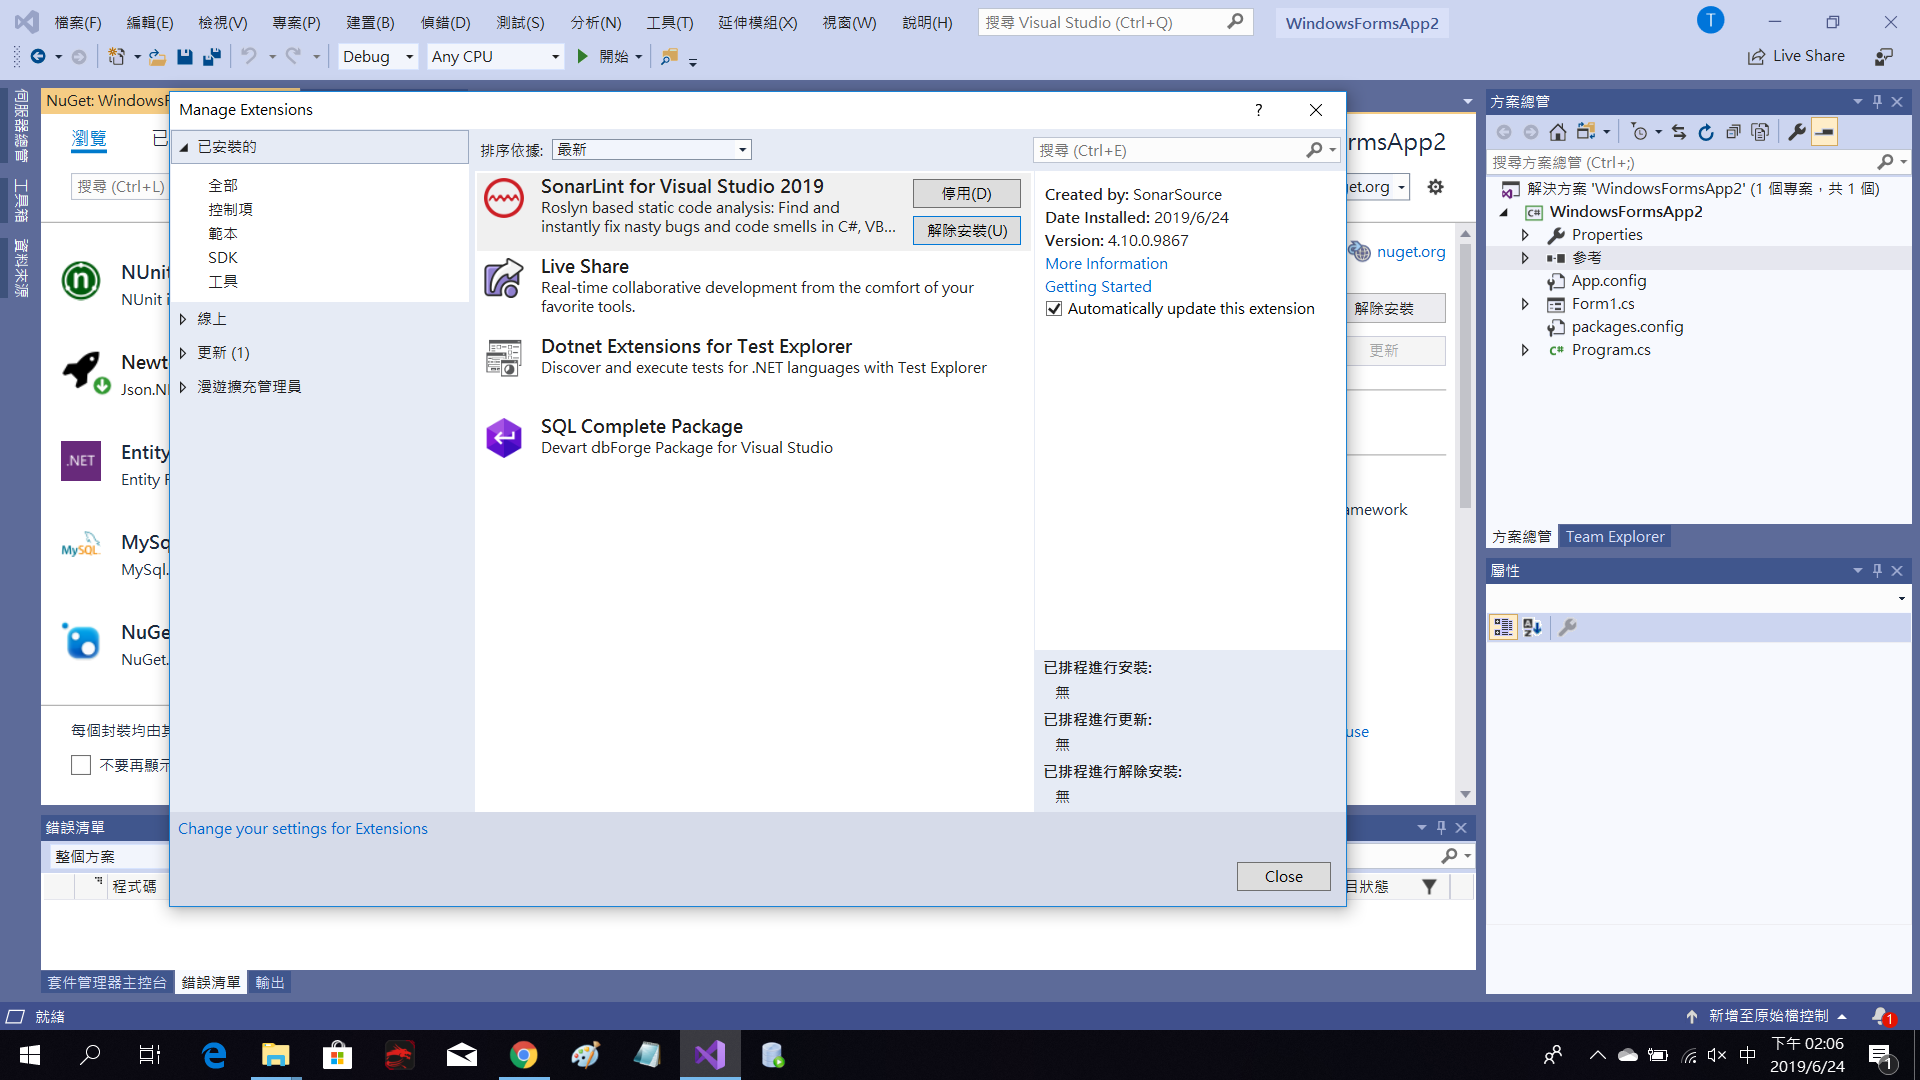 檔案(F) 編輯(E) 檢視(V) 專案(P) 建置(B) 偵錯(D) 測試(S) 分析(N) 工具(T) 延伸模組(X) 視窗(W) 說明(H) 搜尋 Visual Studio (Ctrl+Q) WindowsFormsApp2 T
Debug Any CPU 開始 Live Share
伺服器總管
工具箱
資料來源
NuGet: WindowsF
瀏覽 已
搜尋 (Ctrl+L)
NUnit
NUnit i
Newto
Json.N
.NET
Entity
Entity F
MySQL
MySq
MySql.
NuGe
NuGet.
每個封裝均由其
不要再顯示
Manage Extensions ?
已安裝的
全部
控制項
範本
SDK
工具
線上
更新 (1)
漫遊擴充管理員
排序依據: 最新
SonarLint for Visual Studio 2019
Roslyn based static code analysis: Find and
instantly fix nasty bugs and code smells in C#, VB...
停用(D)
解除安裝(U)
Live Share
Real-time collaborative development from the comfort of your
favorite tools.
Dotnet Extensions for Test Explorer
Discover and execute tests for .NET languages with Test Explorer
SQL Complete Package
Devart dbForge Package for Visual Studio
搜尋 (Ctrl+E)
Created by: SonarSource
Date Installed: 2019/6/24
Version: 4.10.0.9867
More Information
Getting Started
Automatically update this extension
已排程進行安裝:
無
已排程進行更新:
無
已排程進行解除安裝:
無
Change your settings for Extensions
Close
rmsApp2
get.org
nuget.org
解除安裝
更新
amework
use
方案總管
搜尋方案總管 (Ctrl+;)
解決方案 'WindowsFormsApp2' (1 個專案，共 1 個)
C# WindowsFormsApp2
Properties
參考
App.config
Form1.cs
packages.config
C# Program.cs
方案總管 Team Explorer
屬性
錯誤清單
整個方案
程式碼
目狀態
套件管理器主控台 錯誤清單 輸出
就緒
新增至原始檔控制 1
中 下午 02:06
2019/6/24
1